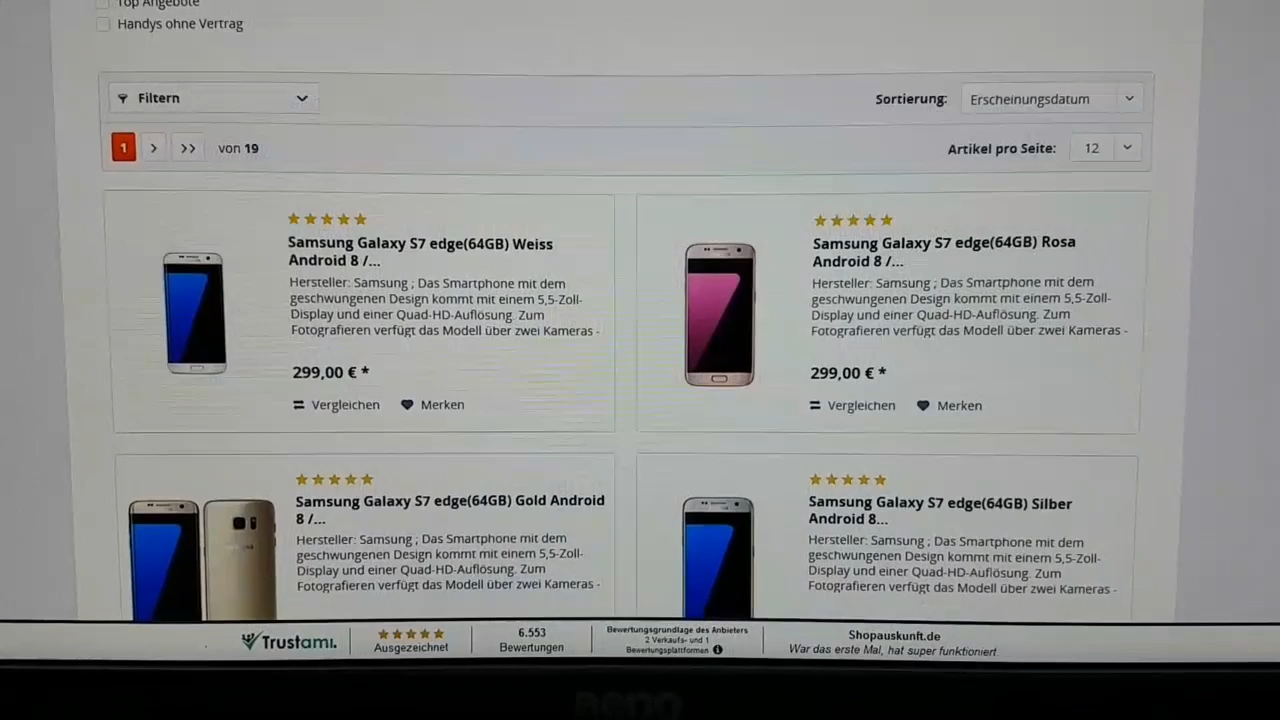 Top Angebote
Handys ohne Vertrag
Filtern
Sortierung:
Erscheinungsdatum
1 > >> von 19
Artikel pro Seite:
12
Samsung Galaxy S7 edge(64GB) Weiss
Android 8 /...
Hersteller: Samsung ; Das Smartphone mit dem
geschwungenen Design kommt mit einem 5,5-Zoll-
Display und einer Quad-HD-Auflösung. Zum
Fotografieren verfügt das Modell über zwei Kameras -
299,00 € *
Vergleichen
Merken
Samsung Galaxy S7 edge(64GB) Rosa
Android 8 /...
Hersteller: Samsung ; Das Smartphone mit dem
geschwungenen Design kommt mit einem 5,5-Zoll-
Display und einer Quad-HD-Auflösung. Zum
Fotografieren verfügt das Modell über zwei Kameras -
299,00 € *
Vergleichen
Merken
Samsung Galaxy S7 edge(64GB) Gold Android
8 /...
Hersteller: Samsung ; Das Smartphone mit dem
geschwungenen Design kommt mit einem 5,5-Zoll-
Display und einer Quad-HD-Auflösung. Zum
Fotografieren verfügt das Modell über zwei Kameras -
Samsung Galaxy S7 edge(64GB) Silber
Android 8...
Hersteller: Samsung ; Das Smartphone mit dem
geschwungenen Design kommt mit einem 5,5-Zoll-
Display und einer Quad-HD-Auflösung. Zum
Fotografieren verfügt das Modell über zwei Kameras -
Trustami.
Ausgezeichnet
6.553
Bewertungen
Bewertungsgrundlage des Anbieters
2 Verkaufs- und 1
Bewertungsplattformen
Shopauskunft.de
War das erste Mal, hat super funktioniert.
BenQ